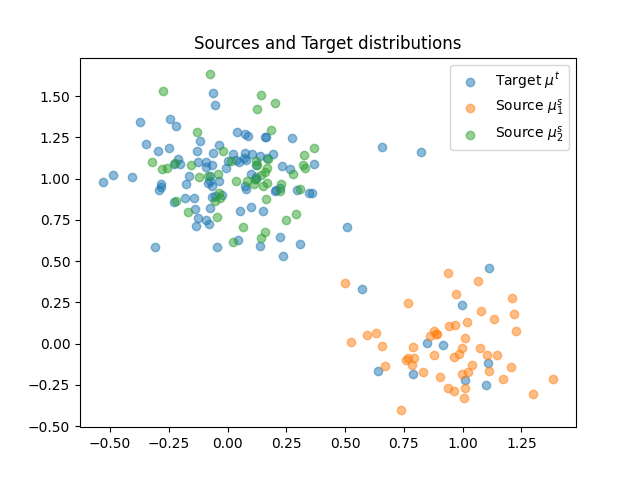 Sources and Target distributions
Target μᵗ
Source μ₁ˢ
Source μ₂ˢ
1.50
1.25
1.00
0.75
0.50
0.25
0.00
−0.25
−0.50
−0.50 −0.25 0.00 0.25 0.50 0.75 1.00 1.25